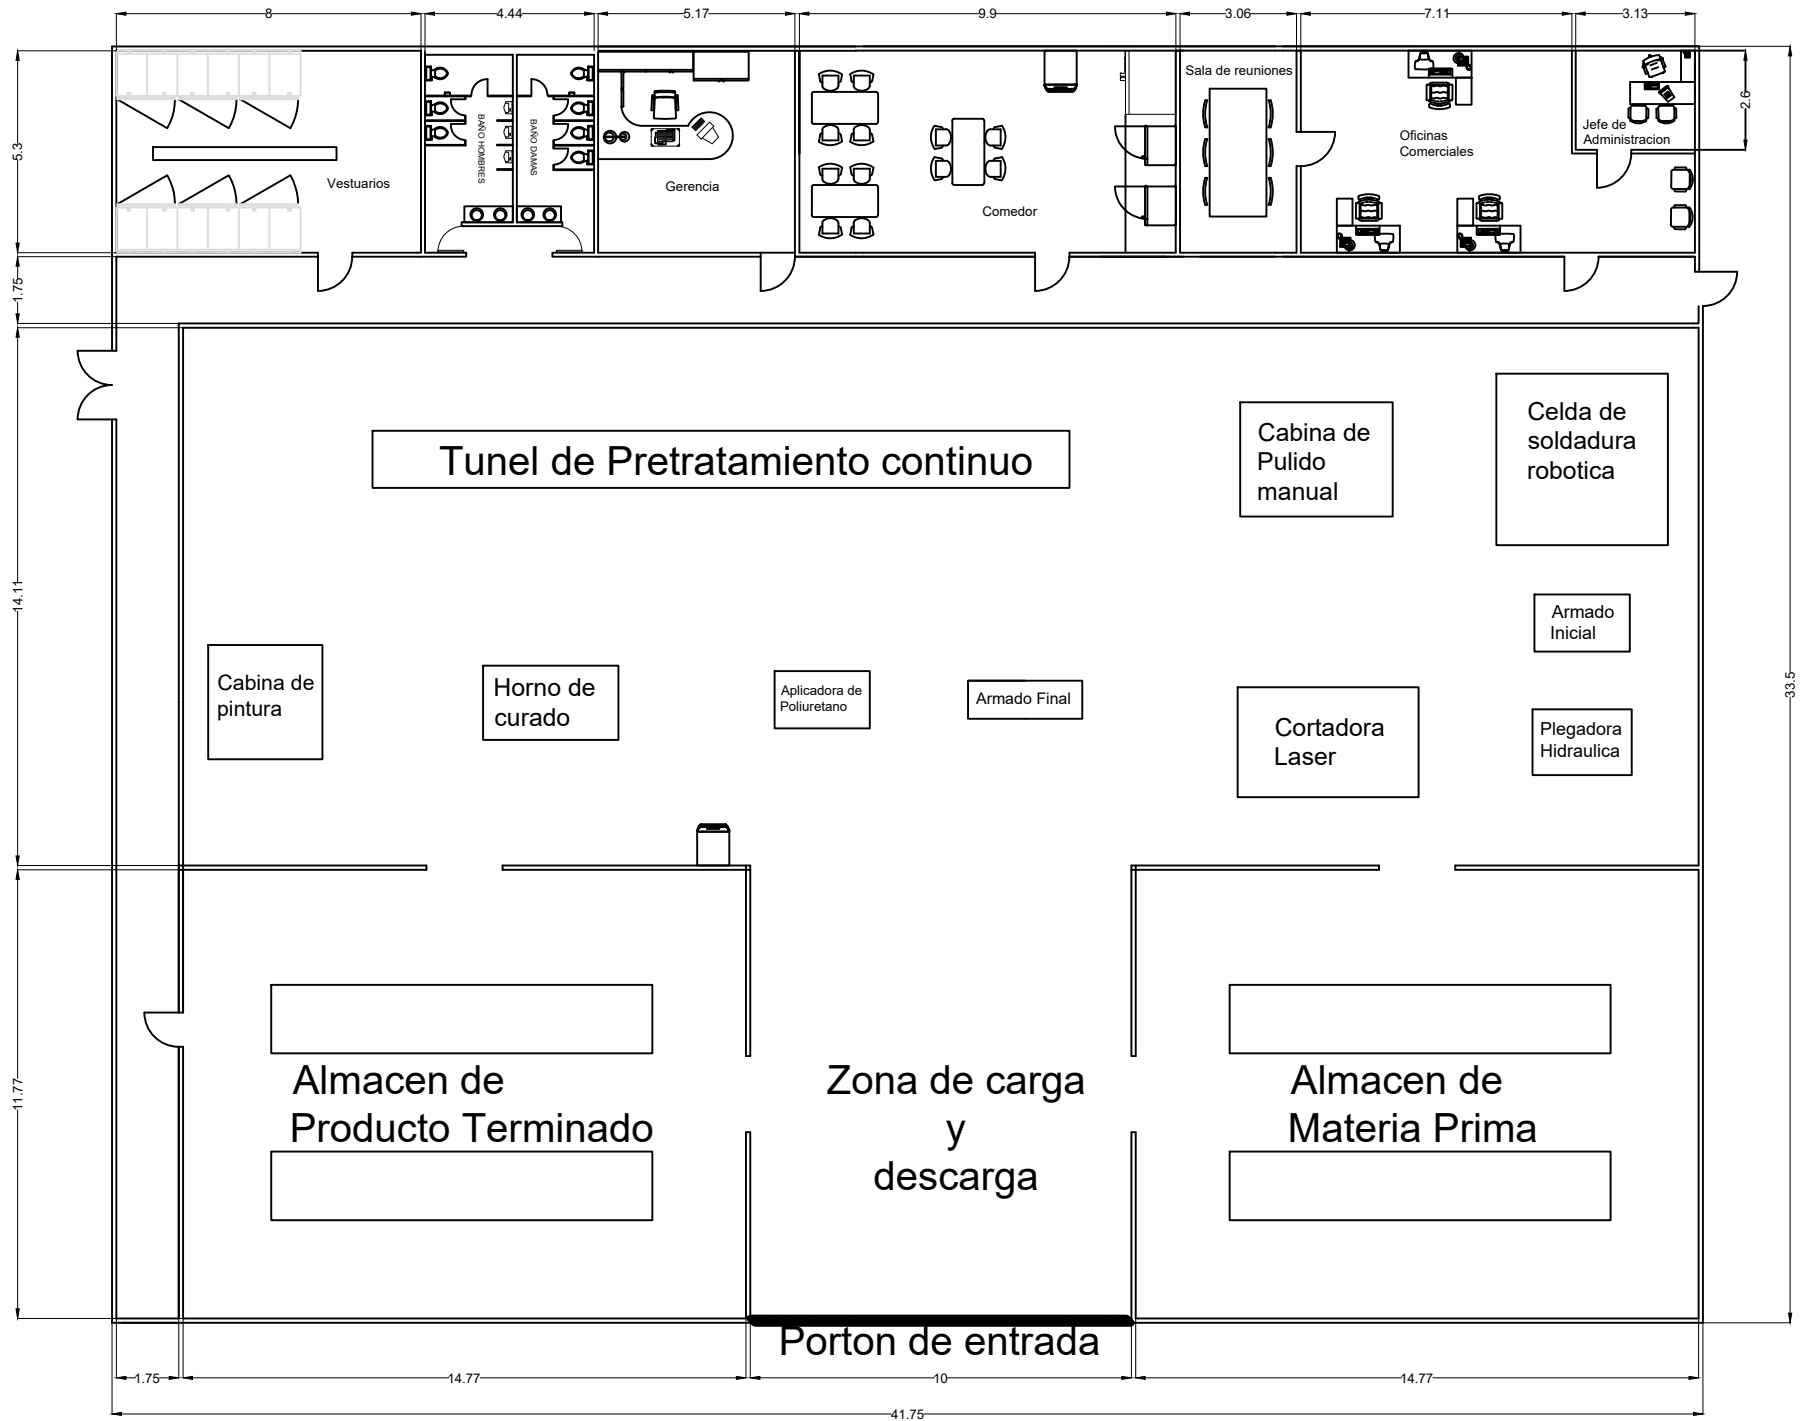 8
4.44
5.17
9.9
3.06
7.11
3.13
5.3
1.75
14.11
11.77
2.6
33.5
Vestuarios
BAÑO HOMBRES
BAÑO DAMAS
Gerencia
Comedor
Sala de reuniones
Oficinas
Comerciales
Jefe de
Administracion
Tunel de Pretratamiento continuo
Cabina de
Pulido
manual
Celda de
soldadura
robotica
Armado
Inicial
Cabina de
pintura
Horno de
curado
Aplicadora de
Poliuretano
Armado Final
Cortadora
Laser
Plegadora
Hidraulica
Almacen de
Producto Terminado
Zona de carga
y
descarga
Almacen de
Materia Prima
Porton de entrada
1.75
14.77
10
14.77
41.75